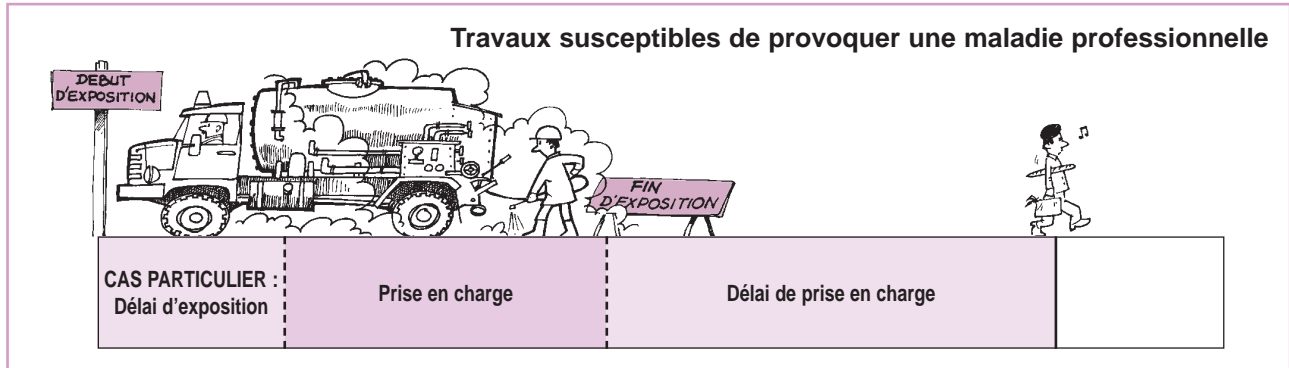 Travaux susceptibles de provoquer une maladie professionnelle
DEBUT
D'EXPOSITION
FIN
D'EXPOSITION
CAS PARTICULIER :
Délai d’exposition
Prise en charge
Délai de prise en charge